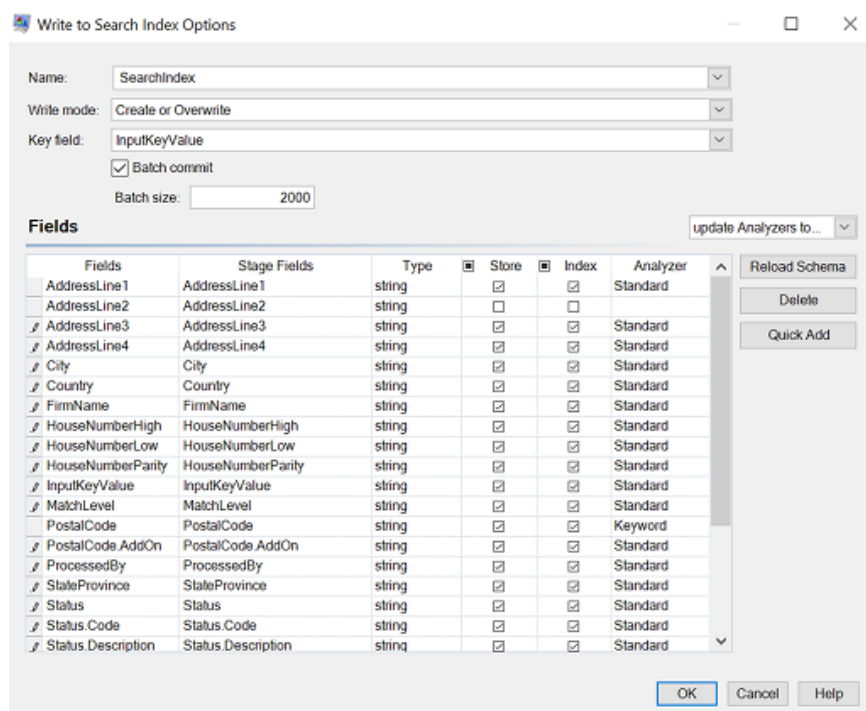 Write to Search Index Options
Name: SearchIndex
Write mode: Create or Overwrite
Key field: InputKeyValue
Batch commit
Batch size: 2000
Fields update Analyzers to...
Fields Stage Fields Type Store Index Analyzer Reload Schema
AddressLine1 AddressLine1 string Standard
AddressLine2 AddressLine2 string Delete
AddressLine3 AddressLine3 string Standard
AddressLine4 AddressLine4 string Standard Quick Add
City City string Standard
Country Country string Standard
FirmName FirmName string Standard
HouseNumberHigh HouseNumberHigh string Standard
HouseNumberLow HouseNumberLow string Standard
HouseNumberParity HouseNumberParity string Standard
InputKeyValue InputKeyValue string Standard
MatchLevel MatchLevel string Standard
PostalCode PostalCode string Keyword
PostalCode.AddOn PostalCode.AddOn string Standard
ProcessedBy ProcessedBy string Standard
StateProvince StateProvince string Standard
Status Status string Standard
Status.Code Status.Code string Standard
Status.Description Status.Description string Standard
OK Cancel Help